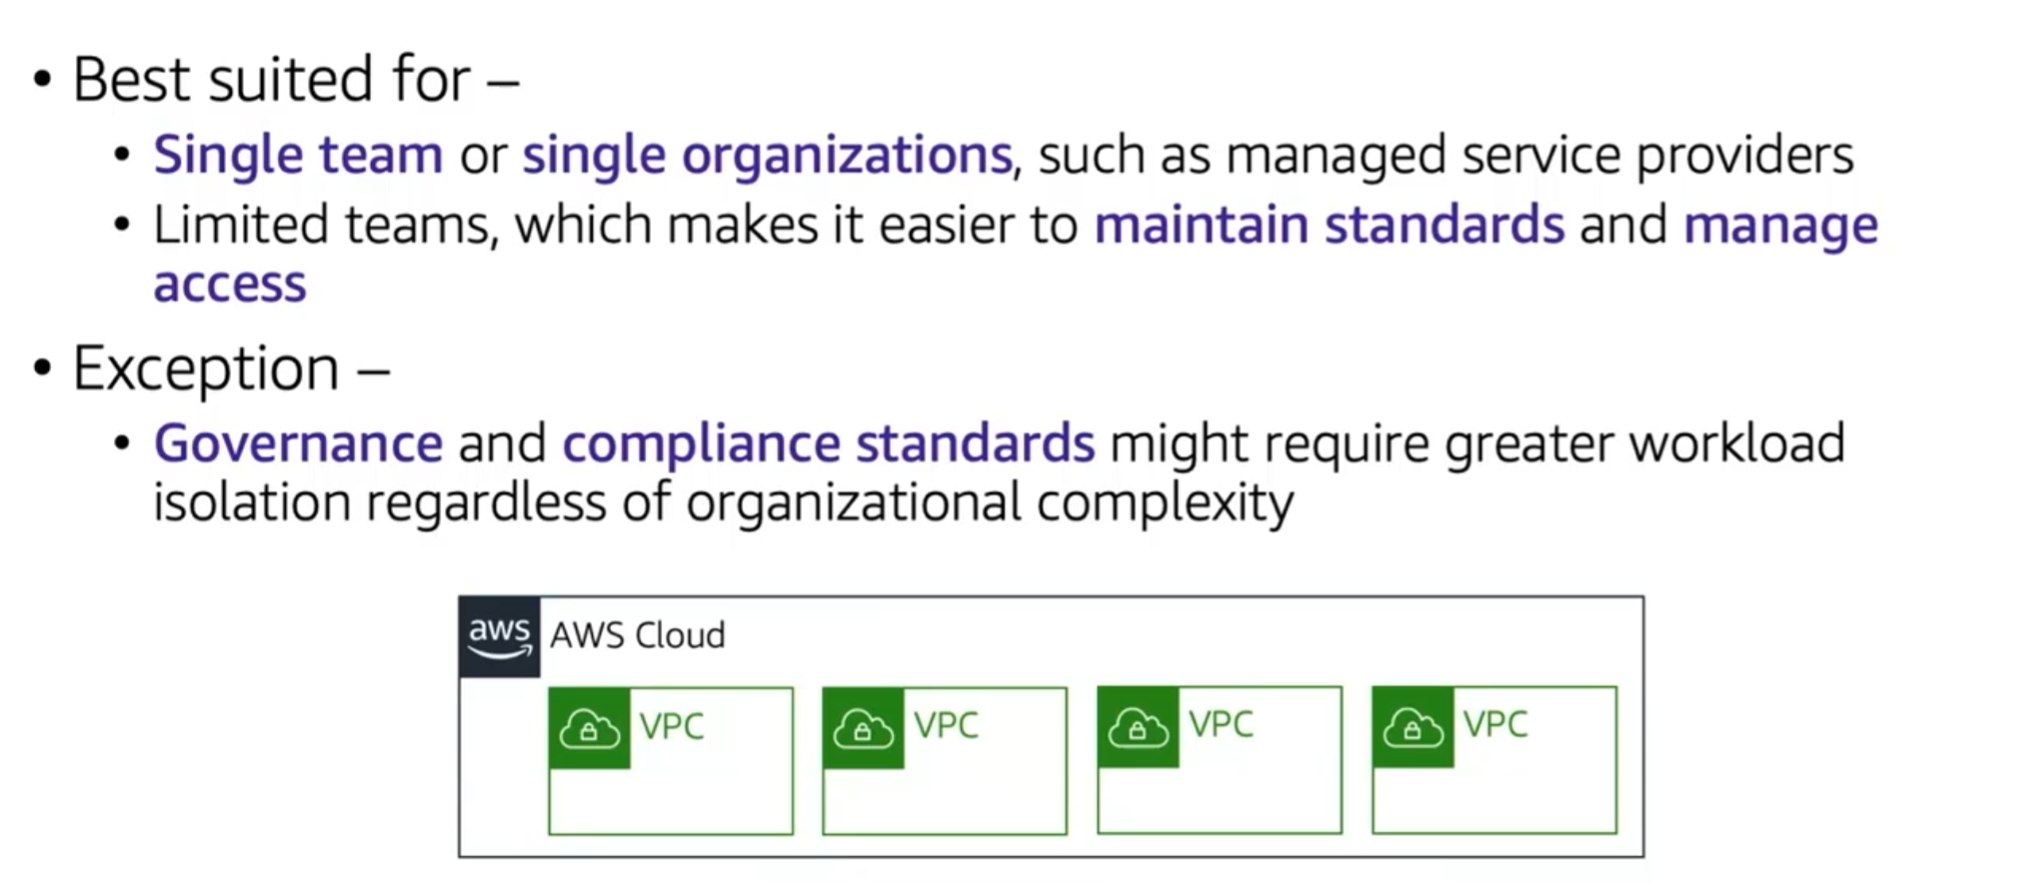 • Best suited for –
• Single team or single organizations, such as managed service providers
• Limited teams, which makes it easier to maintain standards and manage
access
• Exception –
• Governance and compliance standards might require greater workload
isolation regardless of organizational complexity
aws AWS Cloud
VPC VPC VPC VPC